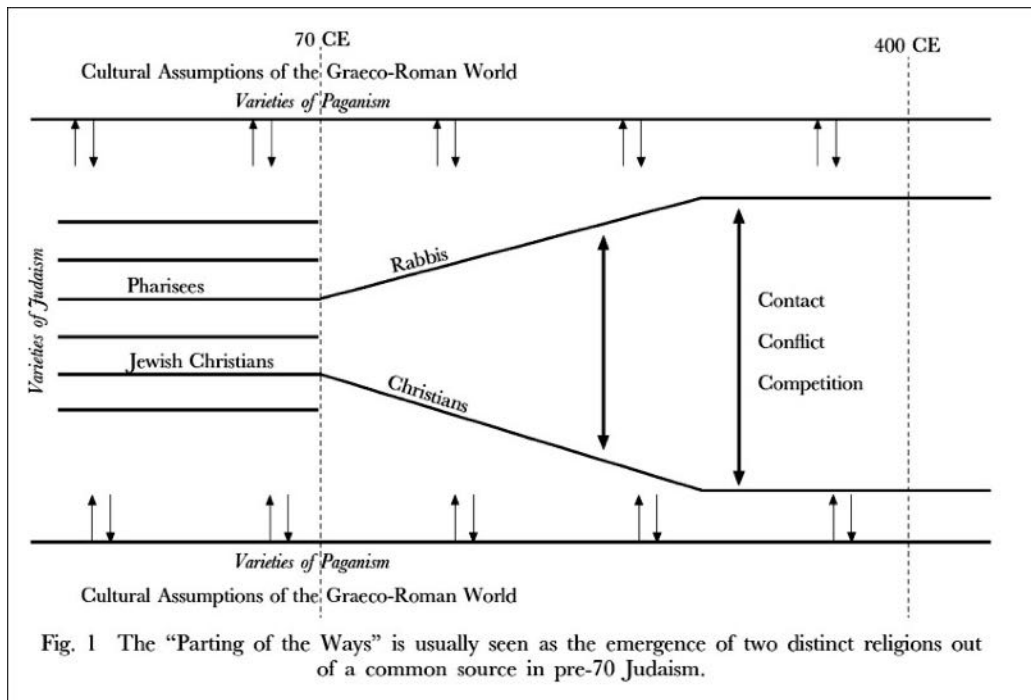 70 CE
400 CE
Cultural Assumptions of the Graeco-Roman World
Varieties of Paganism
Varieties of Judaism
Pharisees
Jewish Christians
Rabbis
Christians
Contact
Conflict
Competition
Varieties of Paganism
Cultural Assumptions of the Graeco-Roman World
Fig. 1 The “Parting of the Ways” is usually seen as the emergence of two distinct religions out
of a common source in pre-70 Judaism.